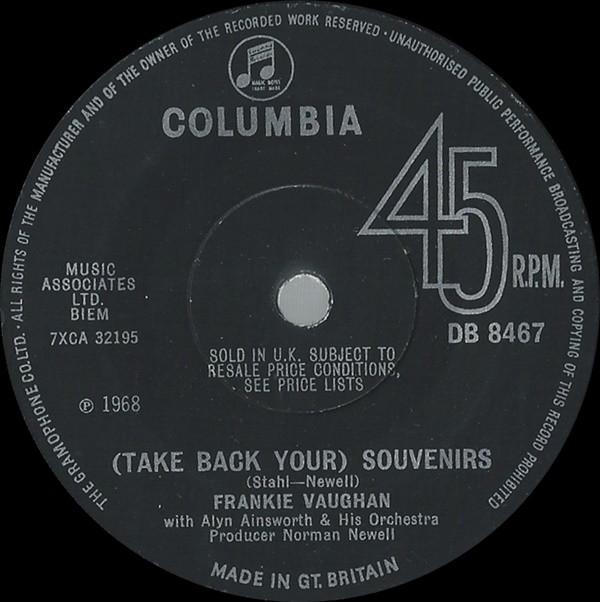 THE GRAMOPHONE CO. LTD. · ALL RIGHTS OF THE MANUFACTURER AND OF THE OWNER OF THE RECORDED WORK RESERVED · UNAUTHORISED PUBLIC PERFORMANCE BROADCASTING AND COPYING OF THIS RECORD PROHIBITED
COLUMBIA
45 R.P.M.
MUSIC
ASSOCIATES
LTD.
BIEM
7XCA 32195
DB 8467
SOLD IN U.K. SUBJECT TO
RESALE PRICE CONDITIONS,
SEE PRICE LISTS
℗ 1968
(TAKE BACK YOUR) SOUVENIRS
(Stahl—Newell)
FRANKIE VAUGHAN
with Alyn Ainsworth & His Orchestra
Producer Norman Newell
MADE IN GT. BRITAIN